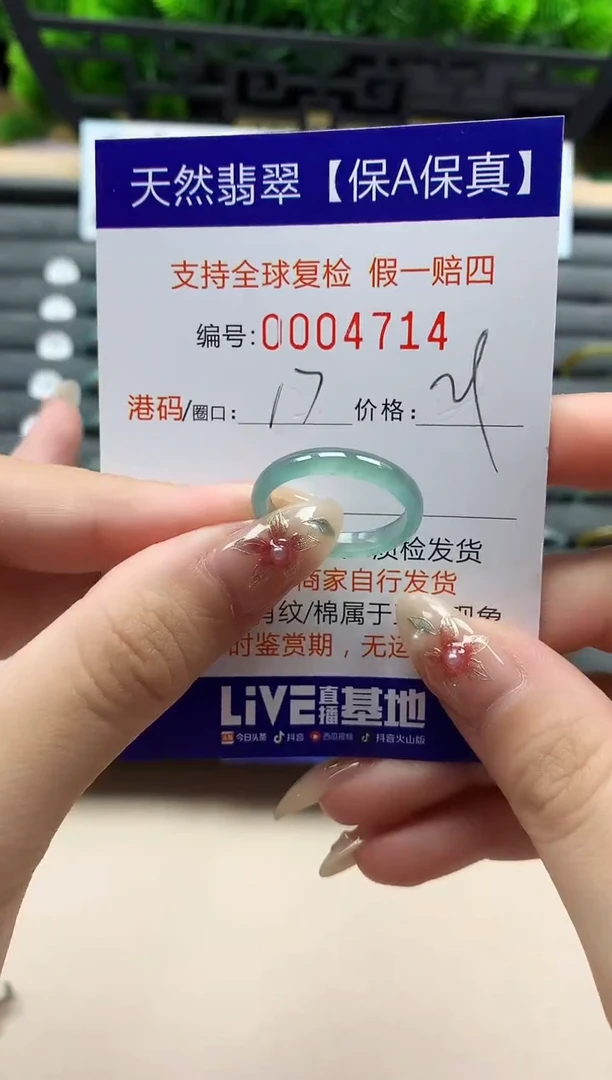 天然翡翠【保A保真】
支持全球复检 假一赔四
编号:0004714
港码/圈口: 17 价格:
质检发货
商家自行发货
纹/棉属于
时鉴赏期，无
LiVE直播基地
今日头条 抖音 西瓜视频 抖音火山版